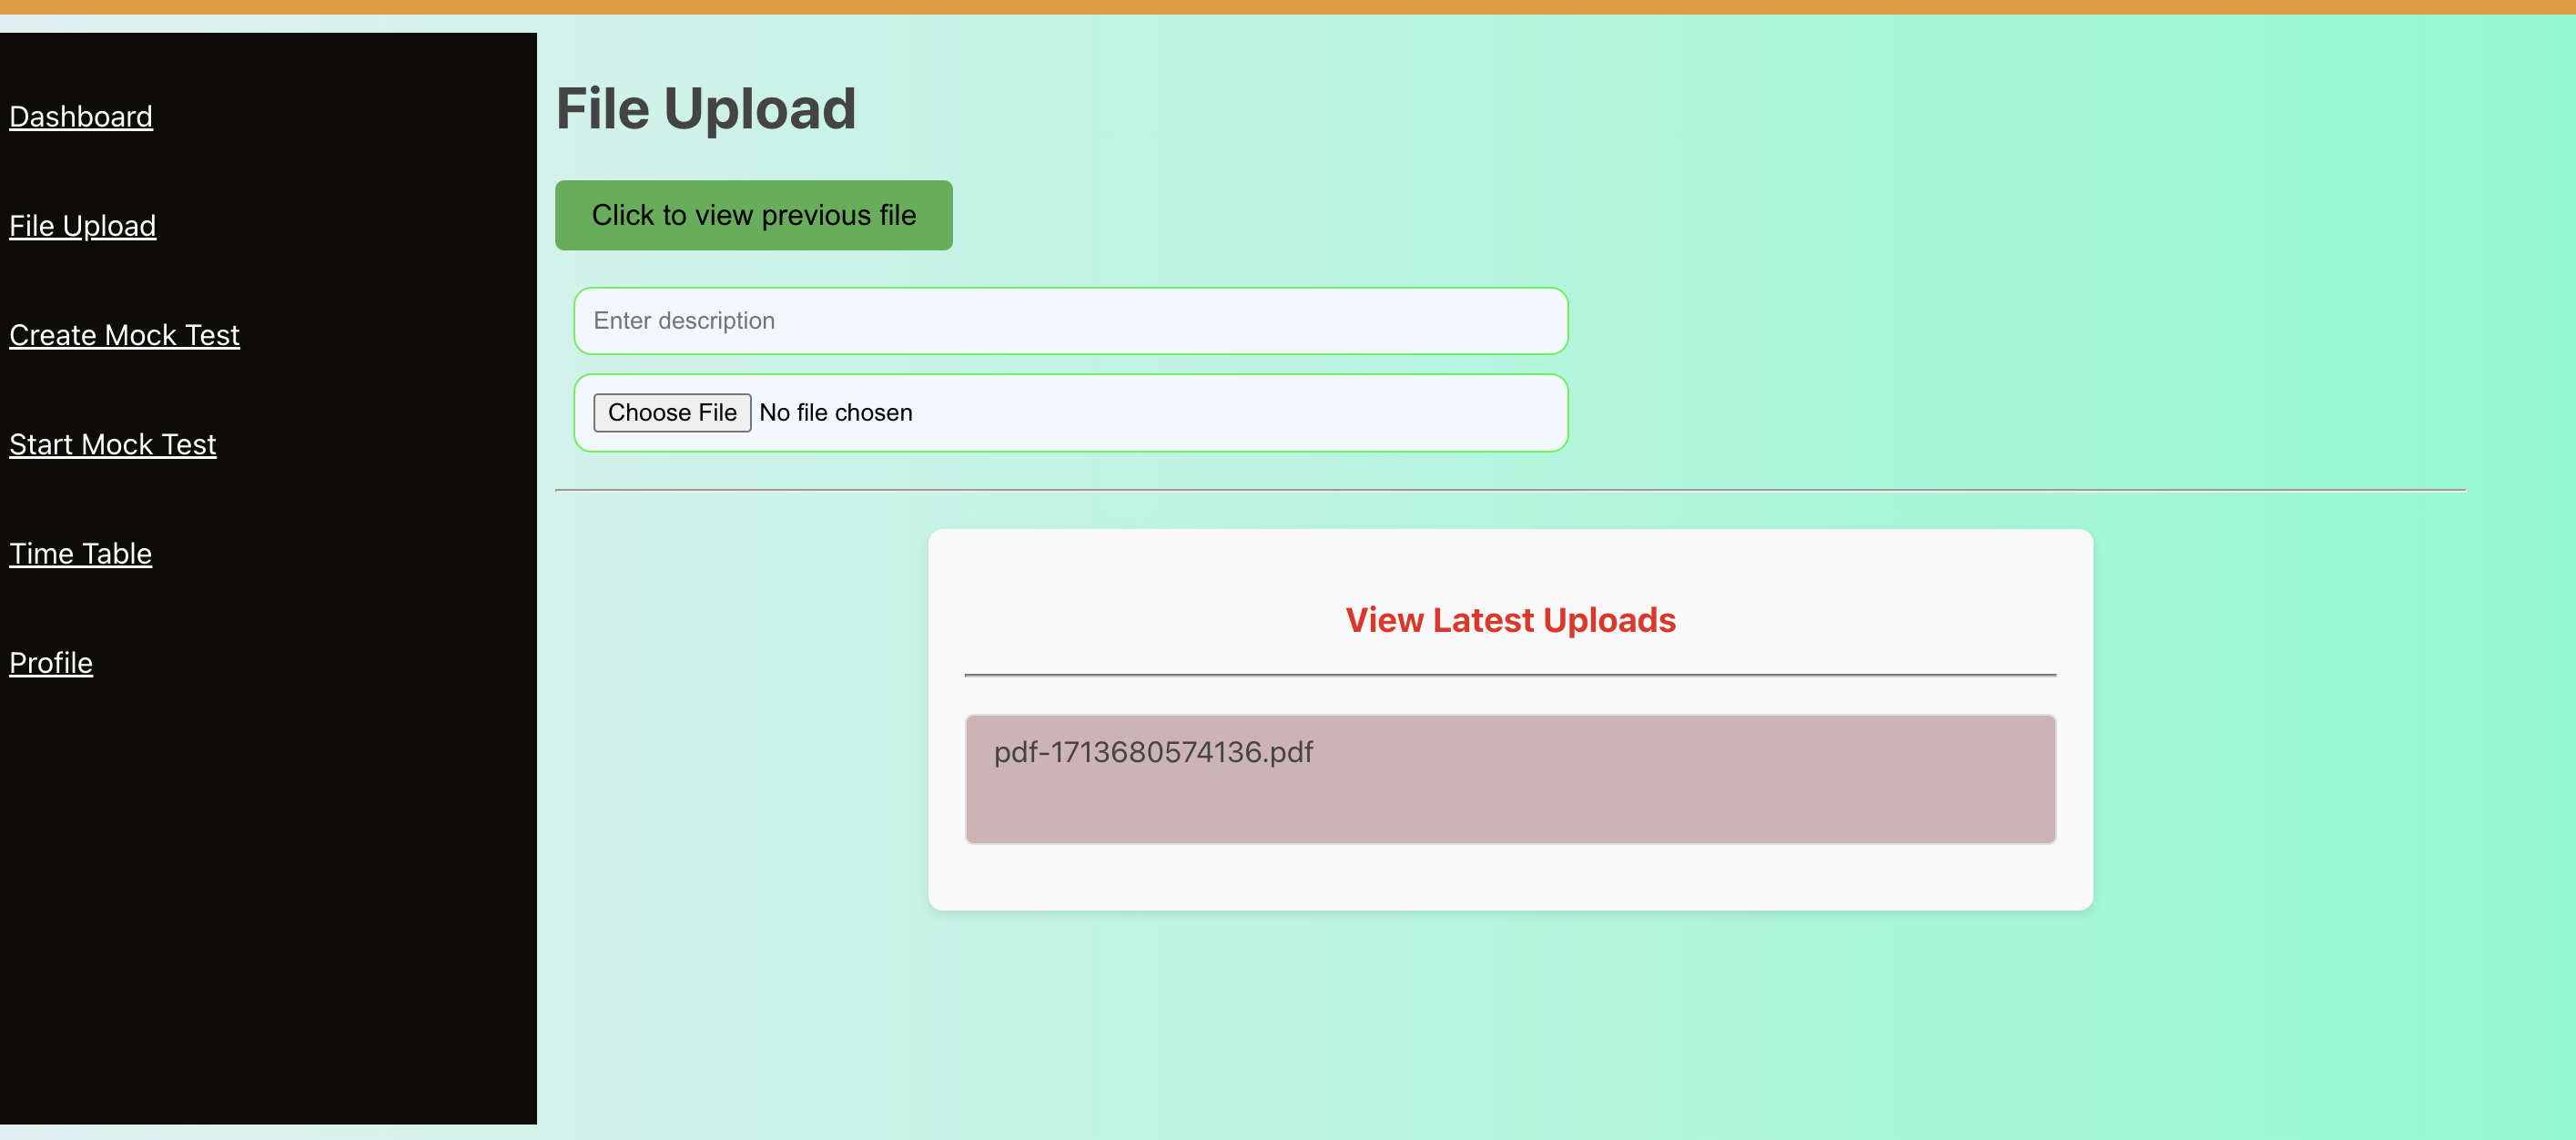 Dashboard
File Upload
Create Mock Test
Start Mock Test
Time Table
Profile
File Upload
Click to view previous file
Enter description
Choose File No file chosen
View Latest Uploads
pdf-1713680574136.pdf